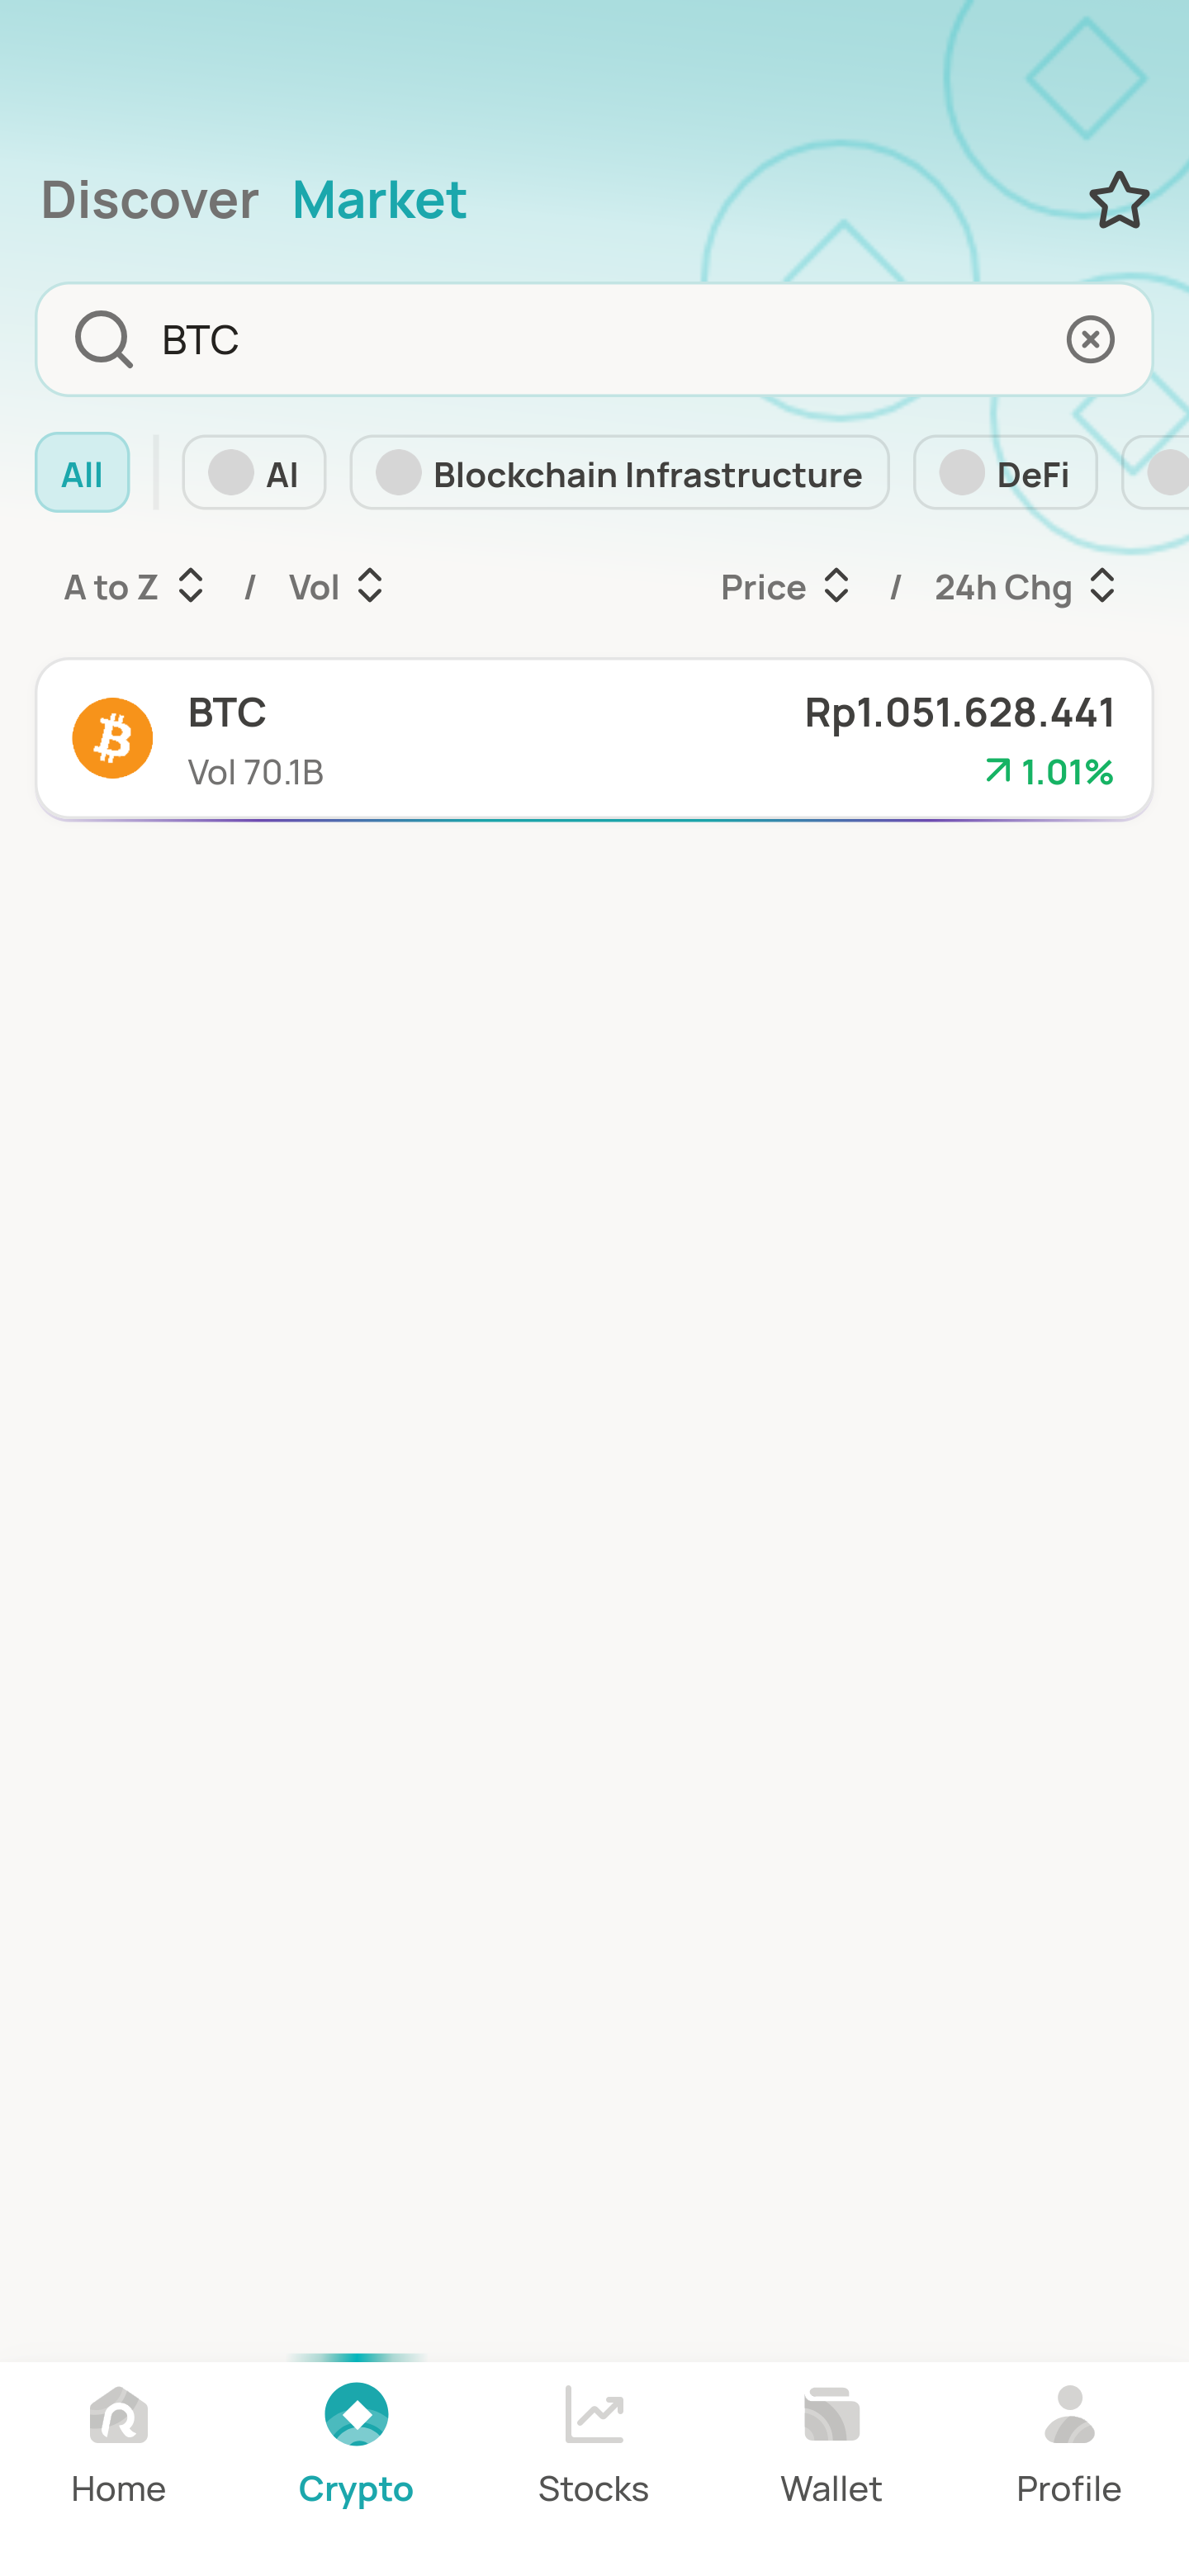 Discover Market
BTC
All AI Blockchain Infrastructure DeFi
A to Z / Vol Price / 24h Chg
BTC Rp1.051.628.441
Vol 70.1B 1.01%
Home Crypto Stocks Wallet Profile